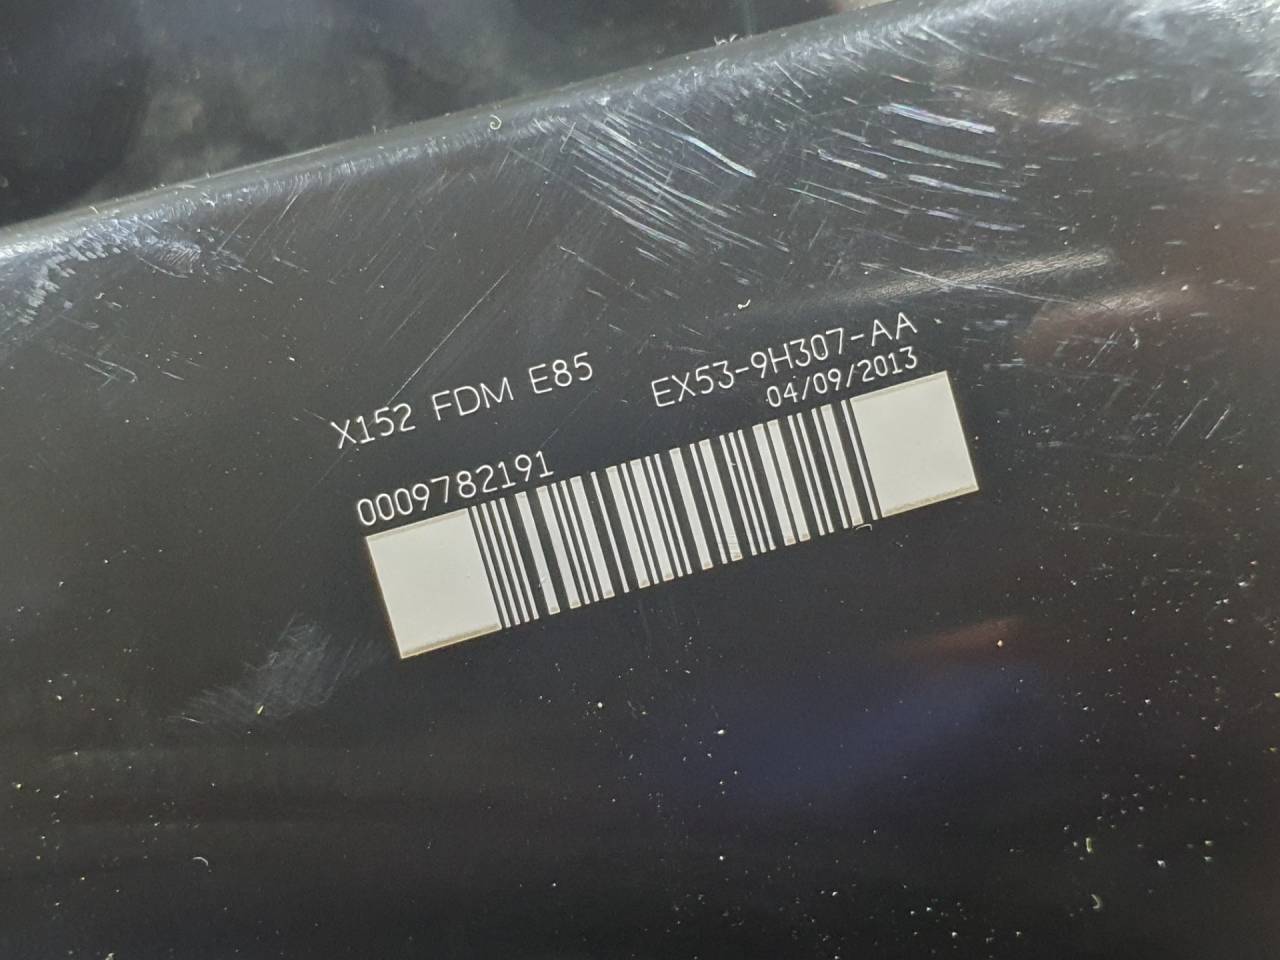 X152 FDM E85
EX53-9H307-AA
04/09/2013
0009782191